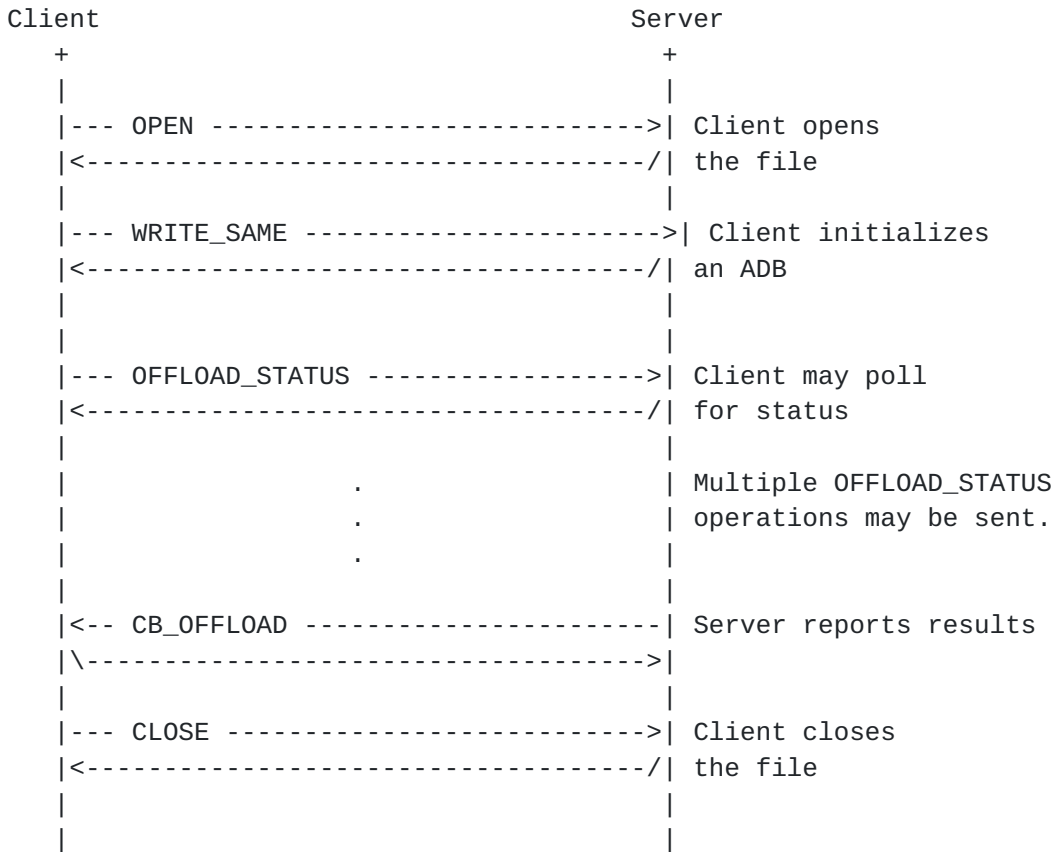 Client                                  Server
   +                                      +
   |                                      |
   |--- OPEN ---------------------------->| Client opens
   |<------------------------------------/| the file
   |                                      |
   |--- WRITE_SAME ----------------------->| Client initializes
   |<------------------------------------/| an ADB
   |                                      |
   |                                      |
   |--- OFFLOAD_STATUS ------------------>| Client may poll
   |<------------------------------------/| for status
   |                                      |
   |                  .                   | Multiple OFFLOAD_STATUS
   |                  .                   | operations may be sent.
   |                  .                   |
   |                                      |
   |<-- CB_OFFLOAD -----------------------| Server reports results
   |\------------------------------------>|
   |                                      |
   |--- CLOSE --------------------------->| Client closes
   |<------------------------------------/| the file
   |                                      |
   |                                      |